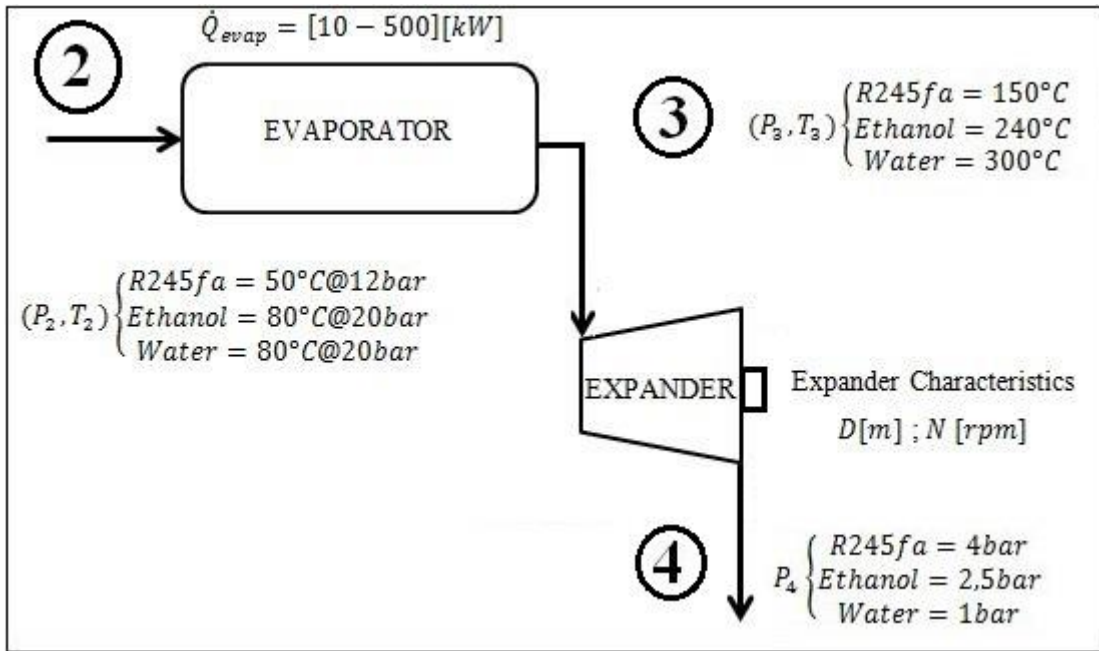 Q̇evap = [10 − 500][kW]
2
EVAPORATOR
3
(P₃, T₃)
R245fa = 150°C
Ethanol = 240°C
Water = 300°C
(P₂, T₂)
R245fa = 50°C@12bar
Ethanol = 80°C@20bar
Water = 80°C@20bar
EXPANDER
Expander Characteristics
D[m] ; N [rpm]
4
P₄
R245fa = 4bar
Ethanol = 2,5bar
Water = 1bar